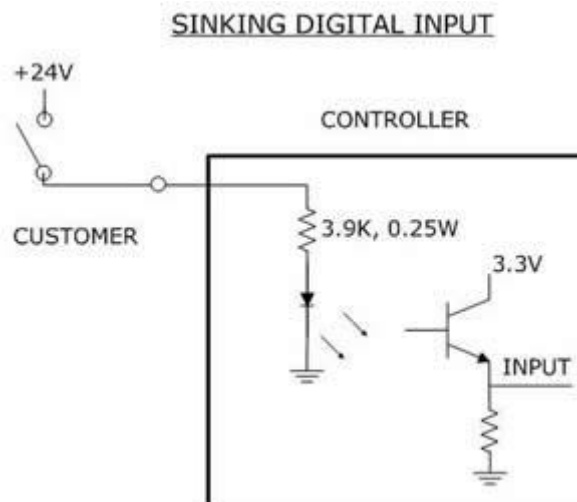 SINKING DIGITAL INPUT
+24V
CONTROLLER
CUSTOMER
3.9K, 0.25W
3.3V
INPUT